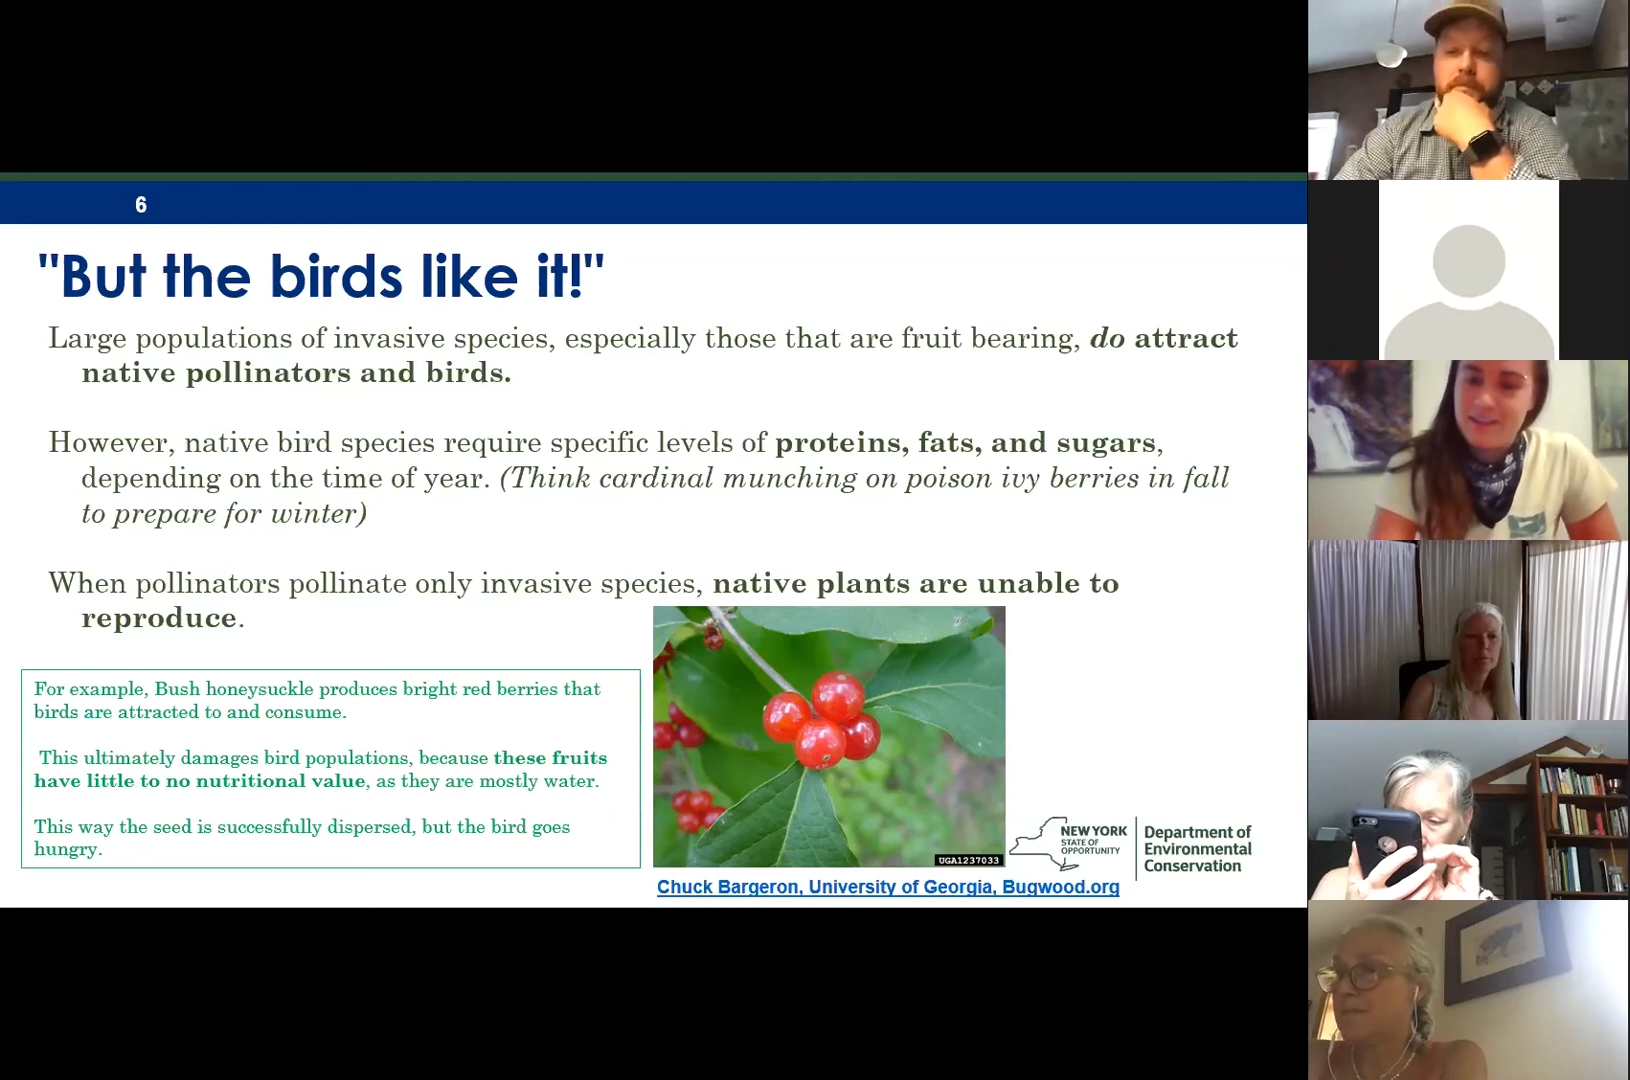 6
"But the birds like it!"
Large populations of invasive species, especially those that are fruit bearing, do attract
native pollinators and birds.
However, native bird species require specific levels of proteins, fats, and sugars,
depending on the time of year. (Think cardinal munching on poison ivy berries in fall
to prepare for winter)
When pollinators pollinate only invasive species, native plants are unable to
reproduce.
For example, Bush honeysuckle produces bright red berries that
birds are attracted to and consume.
This ultimately damages bird populations, because these fruits
have little to no nutritional value, as they are mostly water.
This way the seed is successfully dispersed, but the bird goes
hungry.
UGA1237033
Chuck Bargeron, University of Georgia, Bugwood.org
NEW YORK
STATE OF
OPPORTUNITY
Department of
Environmental
Conservation